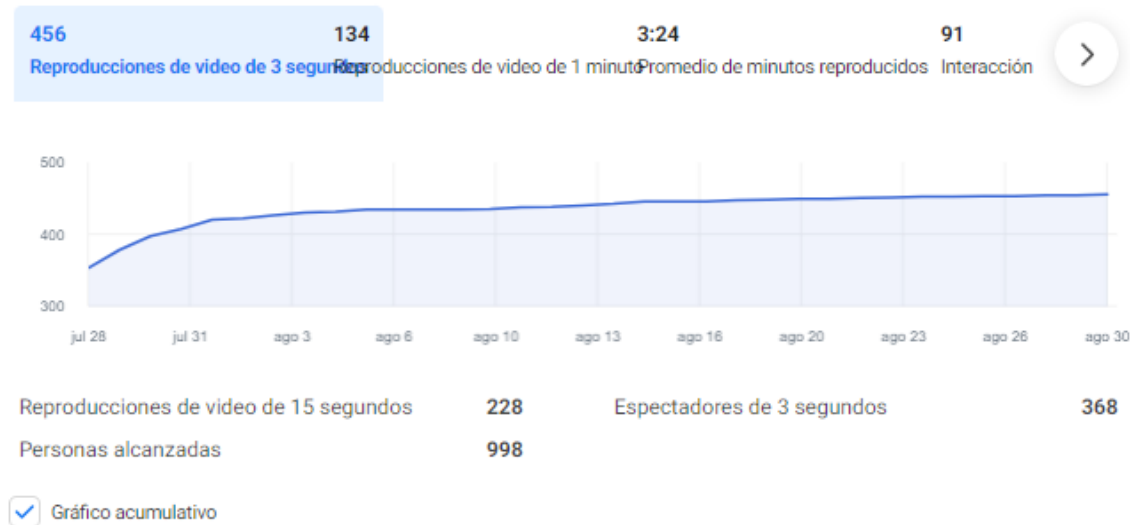 456 134 3:24 91
Reproducciones de video de 3 segundos Reproducciones de video de 1 minuto Promedio de minutos reproducidos Interacción
500
400
300
jul 28 jul 31 ago 3 ago 6 ago 10 ago 13 ago 16 ago 20 ago 23 ago 26 ago 30
Reproducciones de video de 15 segundos 228 Espectadores de 3 segundos 368
Personas alcanzadas 998
Gráfico acumulativo